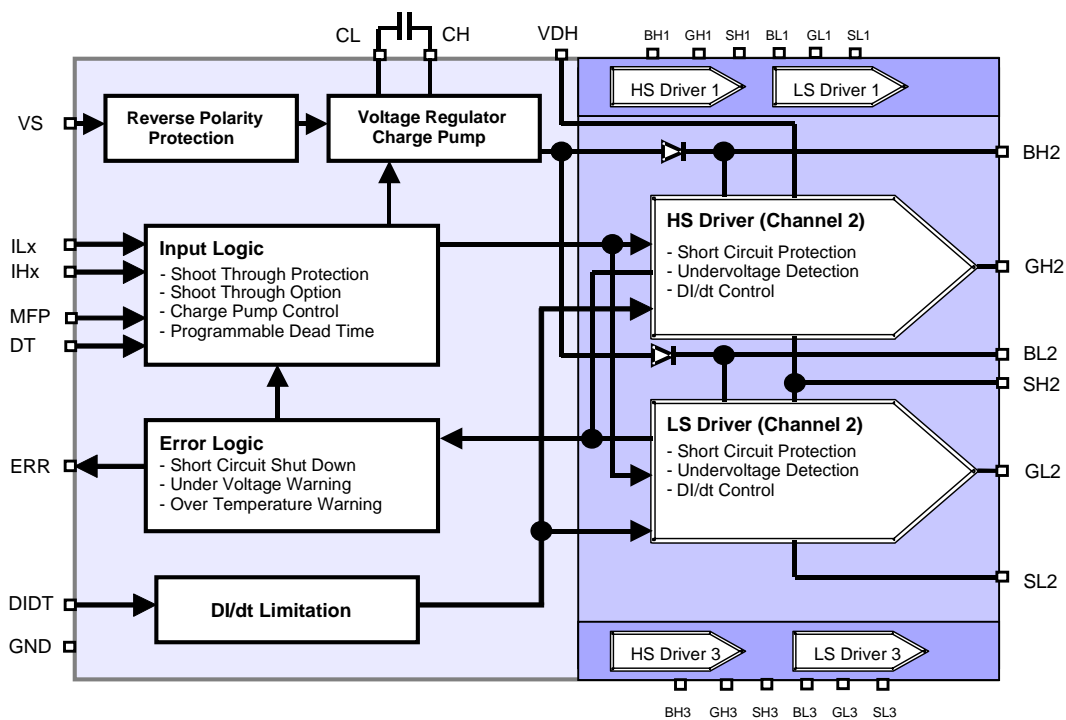 CL
CH
VDH
BH1
GH1
SH1
BL1
GL1
SL1
HS Driver 1
LS Driver 1
VS
Reverse Polarity
Protection
Voltage Regulator
Charge Pump
BH2
ILx
IHx
MFP
DT
Input Logic
- Shoot Through Protection
- Shoot Through Option
- Charge Pump Control
- Programmable Dead Time
HS Driver (Channel 2)
- Short Circuit Protection
- Undervoltage Detection
- DI/dt Control
GH2
BL2
SH2
ERR
Error Logic
- Short Circuit Shut Down
- Under Voltage Warning
- Over Temperature Warning
LS Driver (Channel 2)
- Short Circuit Protection
- Undervoltage Detection
- DI/dt Control
GL2
SL2
DIDT
DI/dt Limitation
GND
HS Driver 3
LS Driver 3
BH3
GH3
SH3
BL3
GL3
SL3